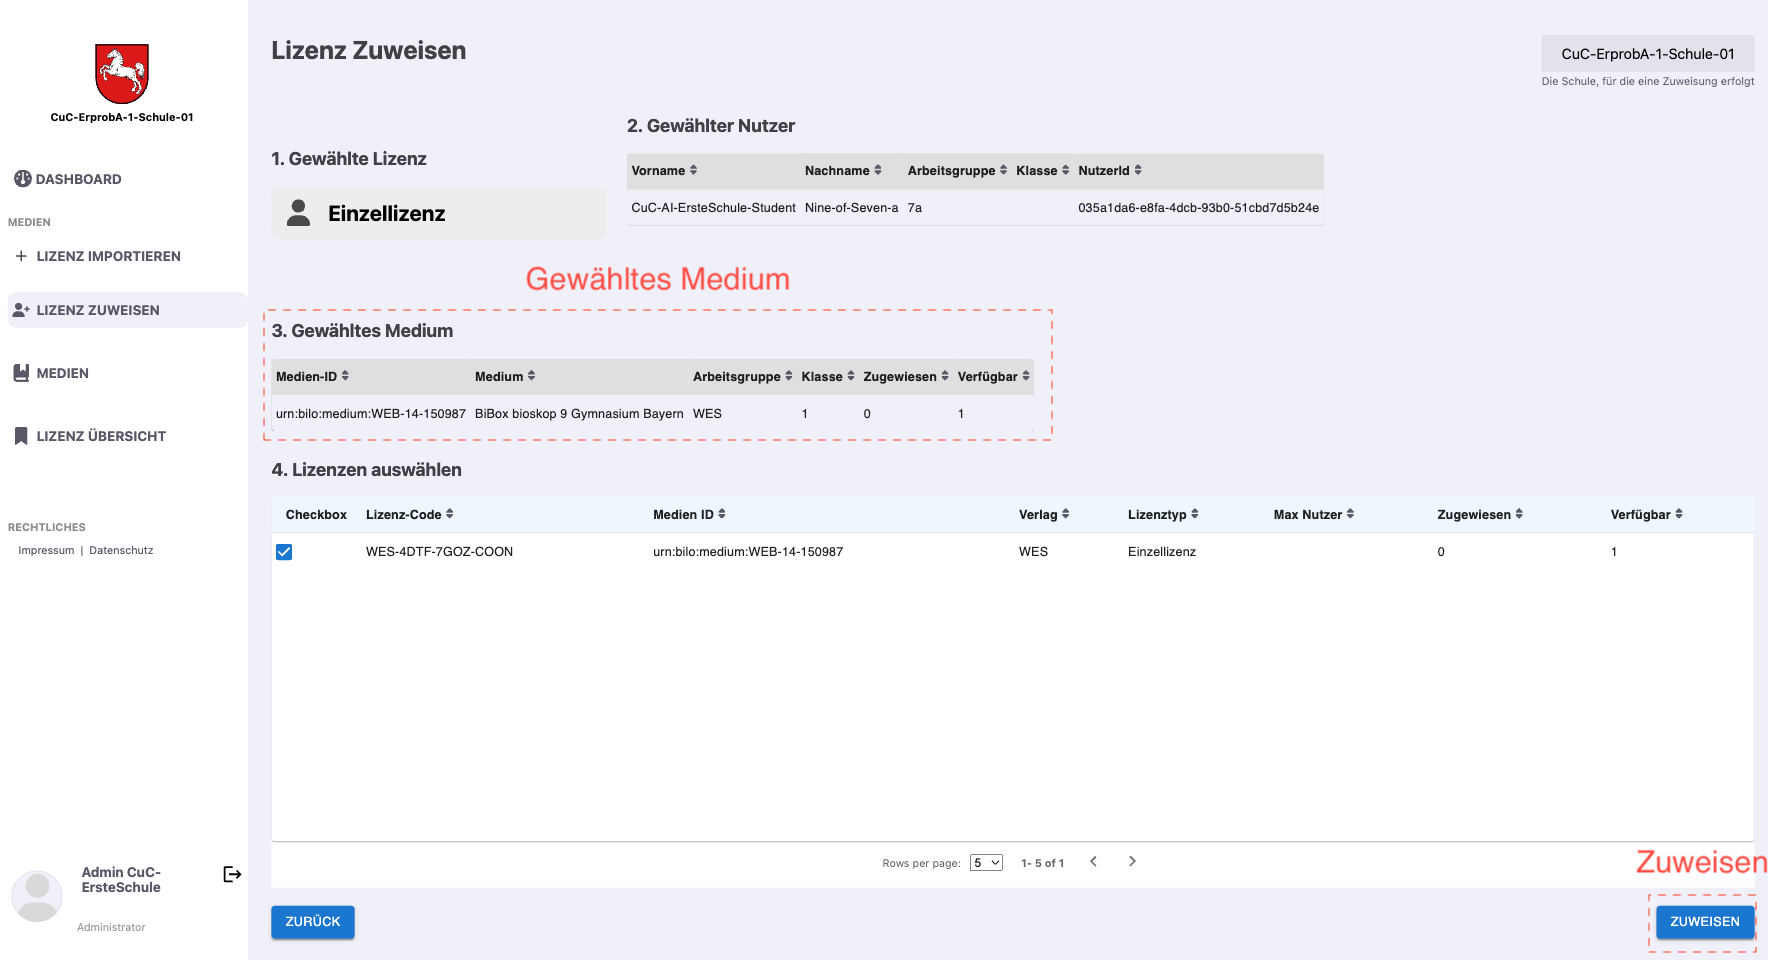 CuC-ErprobA-1-Schule-01
DASHBOARD
MEDIEN
LIZENZ IMPORTIEREN
LIZENZ ZUWEISEN
MEDIEN
LIZENZ ÜBERSICHT
RECHTLICHES
Impressum | Datenschutz
Admin CuC-
ErsteSchule
Administrator
Lizenz Zuweisen
CuC-ErprobA-1-Schule-01
Die Schule, für die eine Zuweisung erfolgt
1. Gewählte Lizenz
Einzellizenz
2. Gewählter Nutzer
Vorname Nachname Arbeitsgruppe Klasse NutzerId
CuC-AI-ErsteSchule-Student Nine-of-Seven-a 7a 035a1da6-e8fa-4dcb-93b0-51cbd7d5b24e
Gewähltes Medium
3. Gewähltes Medium
Medien-ID Medium Arbeitsgruppe Klasse Zugewiesen Verfügbar
urn:bilo:medium:WEB-14-150987 BiBox bioskop 9 Gymnasium Bayern WES 1 0 1
4. Lizenzen auswählen
Checkbox Lizenz-Code Medien ID Verlag Lizenztyp Max Nutzer Zugewiesen Verfügbar
WES-4DTF-7GOZ-COON urn:bilo:medium:WEB-14-150987 WES Einzellizenz 0 1
Rows per page: 5 1- 5 of 1
Zuweisen
ZURÜCK
ZUWEISEN